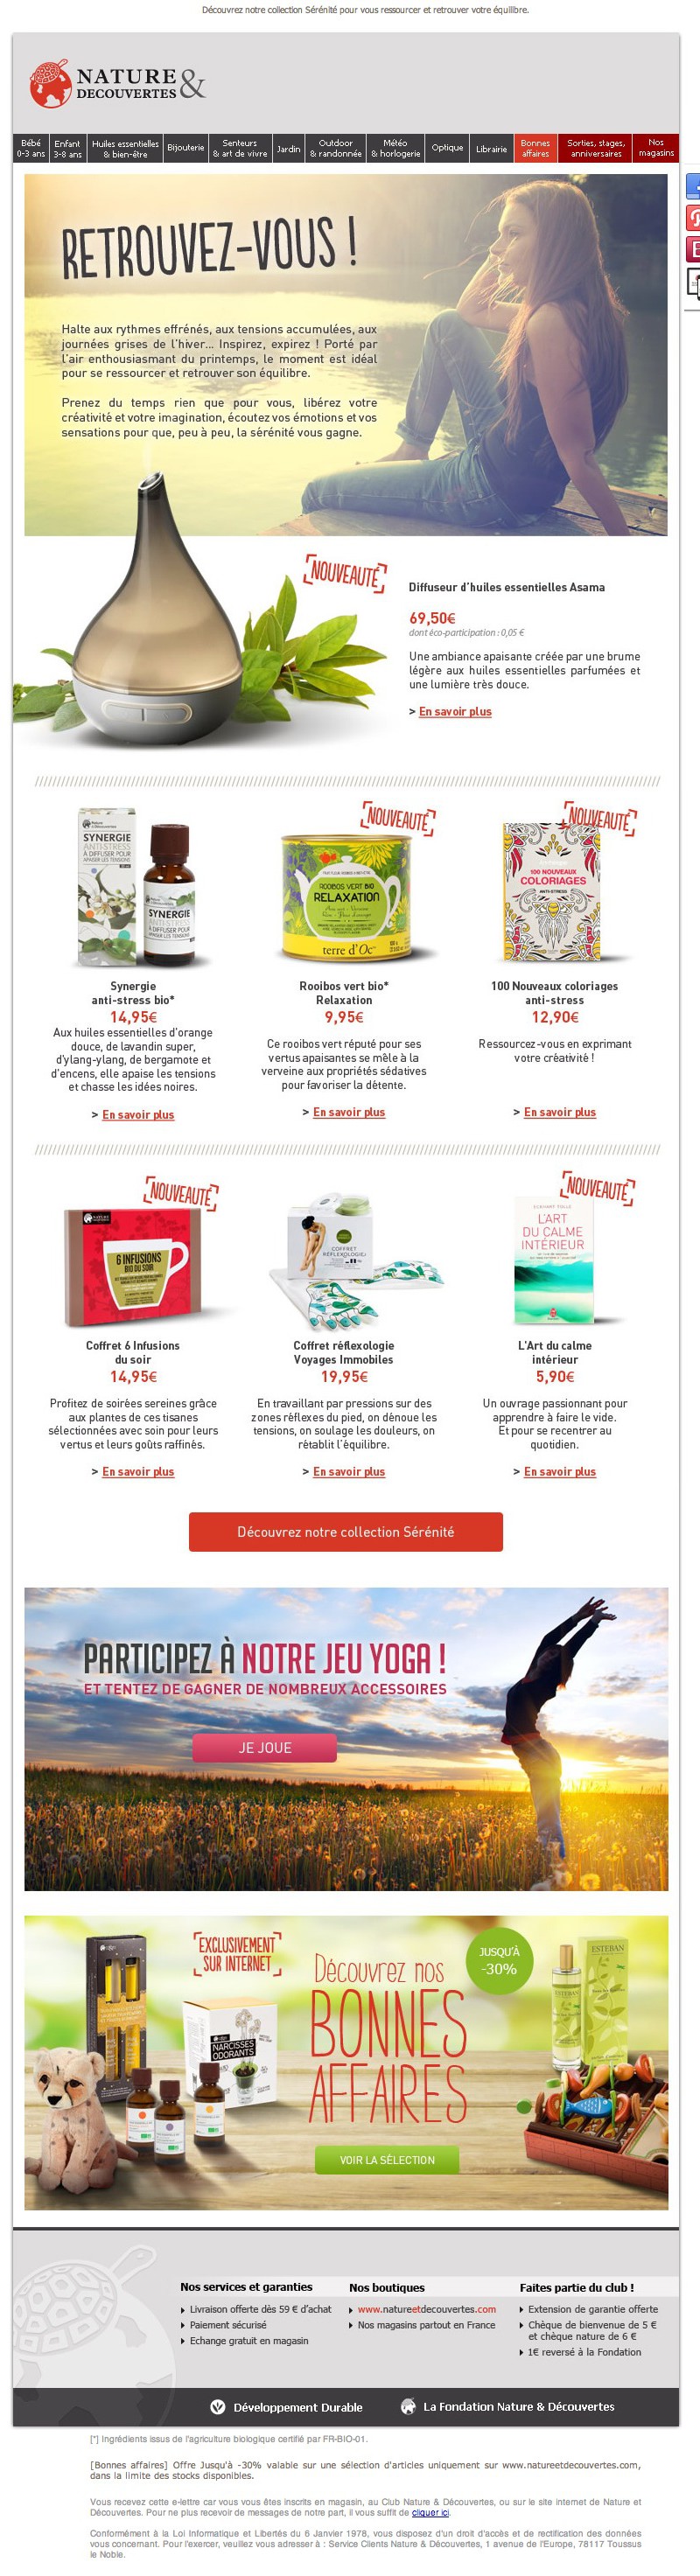 Découvrez notre collection Sérénité pour vous ressourcer et retrouver votre équilibre.
NATURE &
DECOUVERTES
Bébé
0-3 ans
Enfant
3-8 ans
Huiles essentielles
& bien-être
Bijouterie
Senteurs
& art de vivre
Jardin
Outdoor
& randonnée
Météo
& horlogerie
Optique
Librairie
Bonnes
affaires
Sorties, stages,
anniversaires
Nos
magasins
RETROUVEZ-VOUS !
Halte aux rythmes effrénés, aux tensions accumulées, aux
journées grises de l'hiver... Inspirez, expirez ! Porté par
l'air enthousiasmant du printemps, le moment est idéal
pour se ressourcer et retrouver son équilibre.
Prenez du temps rien que pour vous, libérez votre
créativité et votre imagination, écoutez vos émotions et vos
sensations pour que, peu à peu, la sérénité vous gagne.
NOUVEAUTÉ
Diffuseur d'huiles essentielles Asama
69,50€
dont éco-participation : 0,05 €
Une ambiance apaisante créée par une brume
légère aux huiles essentielles parfumées et
une lumière très douce.
> En savoir plus
SYNERGIE
ANTI-STRESS
À DIFFUSER POUR
APAISER LES TENSIONS
SYNERGIE
ANTI-STRESS
À DIFFUSER POUR
APAISER LES TENSIONS
Synergie
anti-stress bio*
14,95€
Aux huiles essentielles d'orange
douce, de lavandin super,
d'ylang-ylang, de bergamote et
d'encens, elle apaise les tensions
et chasse les idées noires.
> En savoir plus
NOUVEAUTÉ
ROOIBOS VERT BIO
RELAXATION
terre d'Oc
Rooibos vert bio*
Relaxation
9,95€
Ce rooibos vert réputé pour ses
vertus apaisantes se mêle à la
verveine aux propriétés sédatives
pour favoriser la détente.
> En savoir plus
NOUVEAUTÉ
100 NOUVEAUX
COLORIAGES
ANTI-STRESS
100 Nouveaux coloriages
anti-stress
12,90€
Ressourcez-vous en exprimant
votre créativité !
> En savoir plus
NOUVEAUTÉ
6 INFUSIONS
BIO DU SOIR
Coffret 6 Infusions
du soir
14,95€
Profitez de soirées sereines grâce
aux plantes de ces tisanes
sélectionnées avec soin pour leurs
vertus et leurs goûts raffinés.
> En savoir plus
COFFRET
RÉFLEXOLOGIE
Coffret réflexologie
Voyages Immobiles
19,95€
En travaillant par pressions sur des
zones réflexes du pied, on dénoue les
tensions, on soulage les douleurs, on
rétablit l'équilibre.
> En savoir plus
NOUVEAUTÉ
ECKHART TOLLE
L'ART
DU CALME
INTÉRIEUR
L'Art du calme
intérieur
5,90€
Un ouvrage passionnant pour
apprendre à faire le vide.
Et pour se recentrer au
quotidien.
> En savoir plus
Découvrez notre collection Sérénité
PARTICIPEZ À NOTRE JEU YOGA !
ET TENTEZ DE GAGNER DE NOMBREUX ACCESSOIRES
JE JOUE
EXCLUSIVEMENT
SUR INTERNET
Découvrez nos
BONNES
AFFAIRES
JUSQU'À
-30%
ESTEBAN
ESTEBAN
NARCISSES
ODORANTS
VOIR LA SÉLECTION
Nos services et garanties
Livraison offerte dès 59 € d'achat
Paiement sécurisé
Echange gratuit en magasin
Nos boutiques
www.natureetdecouvertes.com
Nos magasins partout en France
Faites partie du club !
Extension de garantie offerte
Chèque de bienvenue de 5 €
et chèque nature de 6 €
1€ reversé à la Fondation
Développement Durable
La Fondation Nature & Découvertes
[*] Ingrédients issus de l'agriculture biologique certifié par FR-BIO-01.
[Bonnes affaires] Offre Jusqu'à -30% valable sur une sélection d'articles uniquement sur www.natureetdecouvertes.com,
dans la limite des stocks disponibles.
Vous recevez cette e-lettre car vous vous êtes inscrits en magasin, au Club Nature & Découvertes, ou sur le site internet de Nature et
Découvertes. Pour ne plus recevoir de messages de notre part, il vous suffit de cliquer ici.
Conformément à la Loi Informatique et Libertés du 6 Janvier 1978, vous disposez d'un droit d'accès et de rectification des données
vous concernant. Pour l'exercer, veuillez vous adresser à : Service Clients Nature & Découvertes, 1 avenue de l'Europe, 78117 Toussus
le Noble.